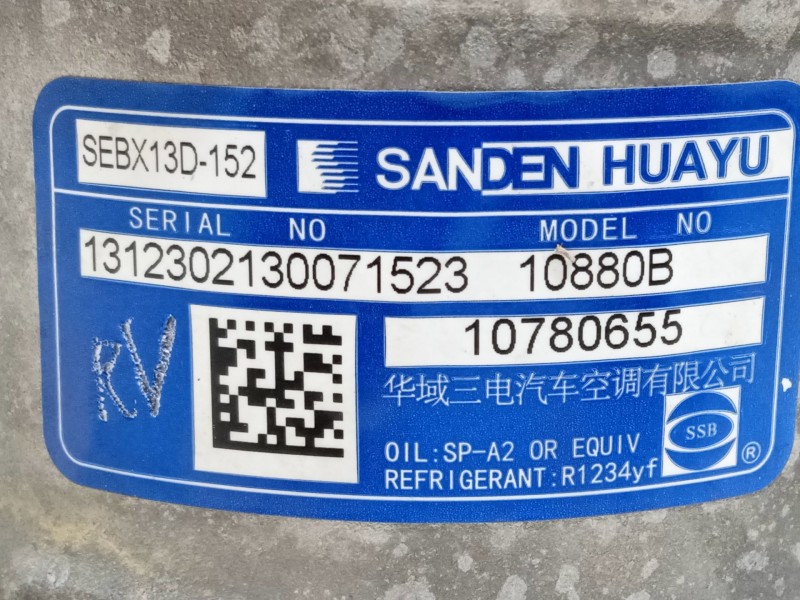 SEBX13D-152 SANDEN HUAYU
SERIAL NO MODEL NO
1312302130071523 10880B
RV
10780655
华域三电汽车空调有限公司
SSB
OIL:SP-A2 OR EQUIV
REFRIGERANT:R1234yf ®